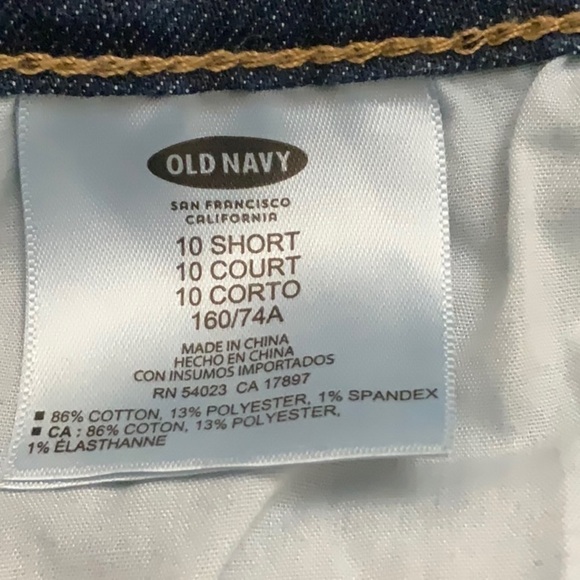 OLD NAVY
SAN FRANCISCO
CALIFORNIA
10 SHORT
10 COURT
10 CORTO
160/74A
MADE IN CHINA
HECHO EN CHINA
CON INSUMOS IMPORTADOS
RN 54023 CA 17897
▪ 86% COTTON, 13% POLYESTER, 1% SPANDEX
▪ CA : 86% COTON, 13% POLYESTER,
1% ÉLASTHANNE